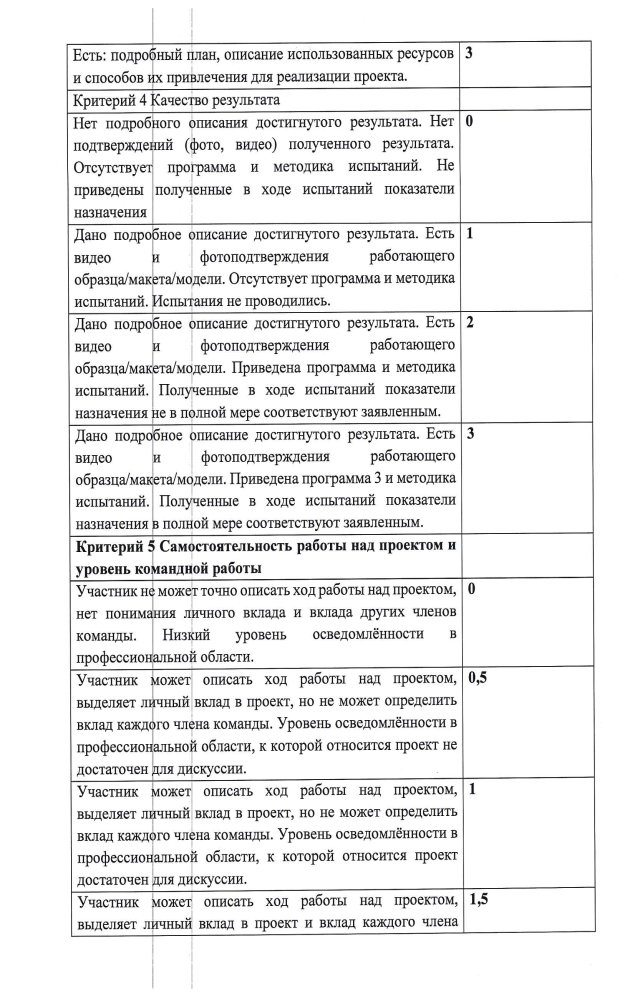 Есть: подробный план, описание использованных ресурсов 3
и способов их привлечения для реализации проекта.
Критерий 4 Качество результата
Нет подробного описания достигнутого результата. Нет 0
подтверждений (фото, видео) полученного результата.
Отсутствует программа и методика испытаний. Не
приведены полученные в ходе испытаний показатели
назначения
Дано подробное описание достигнутого результата. Есть 1
видео и фотоподтверждения работающего
образца/макета/модели. Отсутствует программа и методика
испытаний. Испытания не проводились.
Дано подробное описание достигнутого результата. Есть 2
видео и фотоподтверждения работающего
образца/макета/модели. Приведена программа и методика
испытаний. Полученные в ходе испытаний показатели
назначения не в полной мере соответствуют заявленным.
Дано подробное описание достигнутого результата. Есть 3
видео и фотоподтверждения работающего
образца/макета/модели. Приведена программа 3 и методика
испытаний. Полученные в ходе испытаний показатели
назначения в полной мере соответствуют заявленным.
Критерий 5 Самостоятельность работы над проектом и
уровень командной работы
Участник не может точно описать ход работы над проектом, 0
нет понимания личного вклада и вклада других членов
команды. Низкий уровень осведомлённости в
профессиональной области.
Участник может описать ход работы над проектом, 0,5
выделяет личный вклад в проект, но не может определить
вклад каждого члена команды. Уровень осведомлённости в
профессиональной области, к которой относится проект не
достаточен для дискуссии.
Участник может описать ход работы над проектом, 1
выделяет личный вклад в проект, но не может определить
вклад каждого члена команды. Уровень осведомлённости в
профессиональной области, к которой относится проект
достаточен для дискуссии.
Участник может описать ход работы над проектом, 1,5
выделяет личный вклад в проект и вклад каждого члена